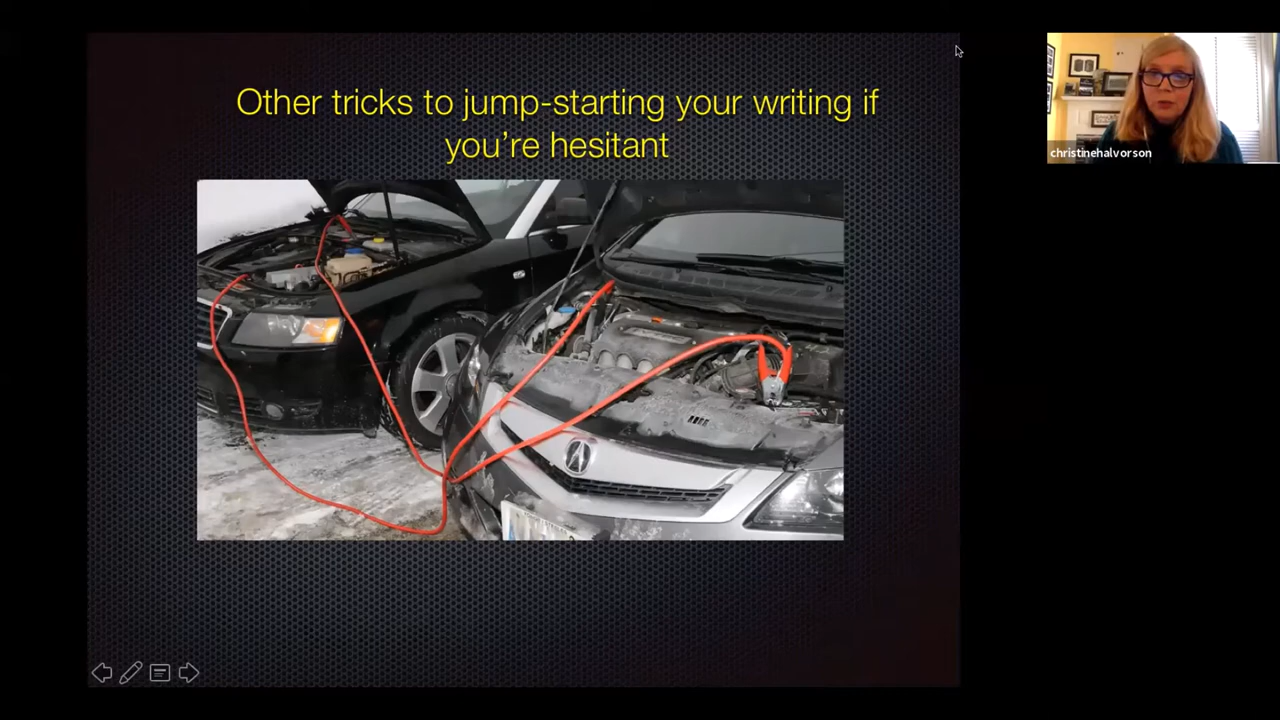 Other tricks to jump-starting your writing if
you’re hesitant
christinehalvorson